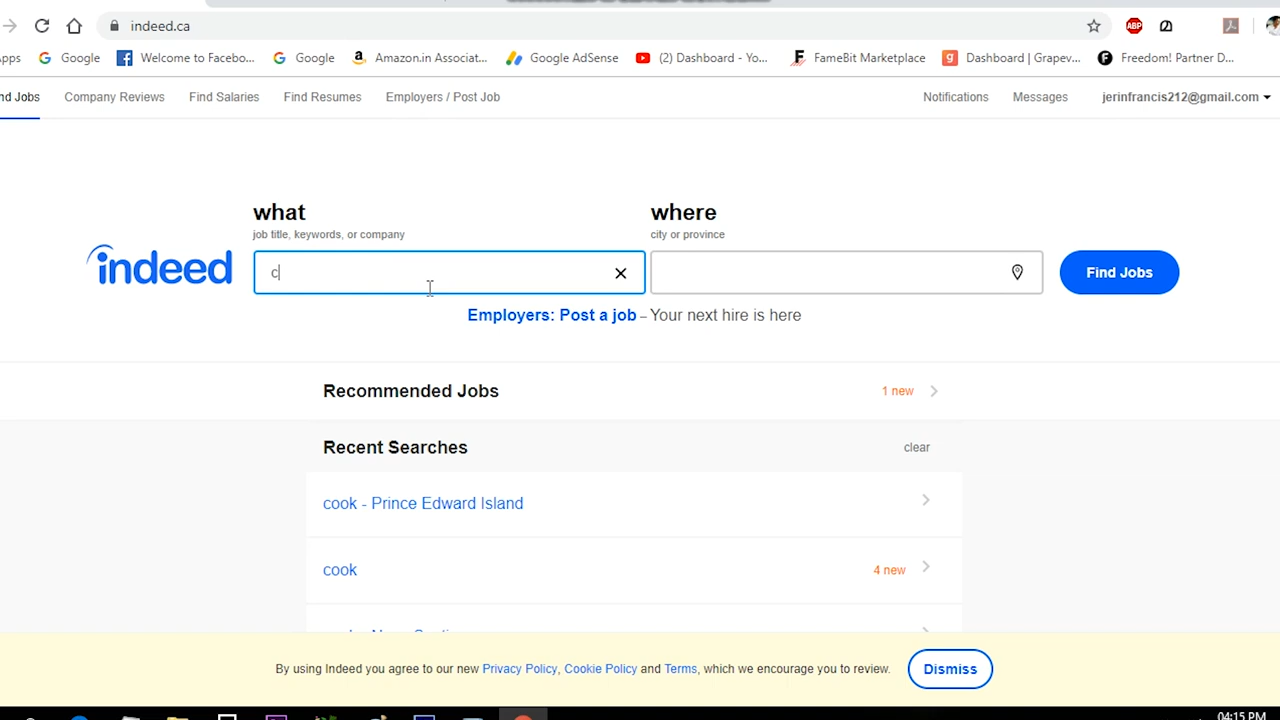 indeed.ca
pps Google Welcome to Facebo... Google Amazon.in Associat... Google AdSense (2) Dashboard - Yo... FameBit Marketplace Dashboard | Grapev... Freedom! Partner D...
nd Jobs Company Reviews Find Salaries Find Resumes Employers / Post Job Notifications Messages jerinfrancis212@gmail.com
what where
job title, keywords, or company city or province
indeed c Find Jobs
Employers: Post a job – Your next hire is here
Recommended Jobs 1 new
Recent Searches clear
cook - Prince Edward Island
cook 4 new
By using Indeed you agree to our new Privacy Policy, Cookie Policy and Terms, which we encourage you to review. Dismiss
04:15 PM